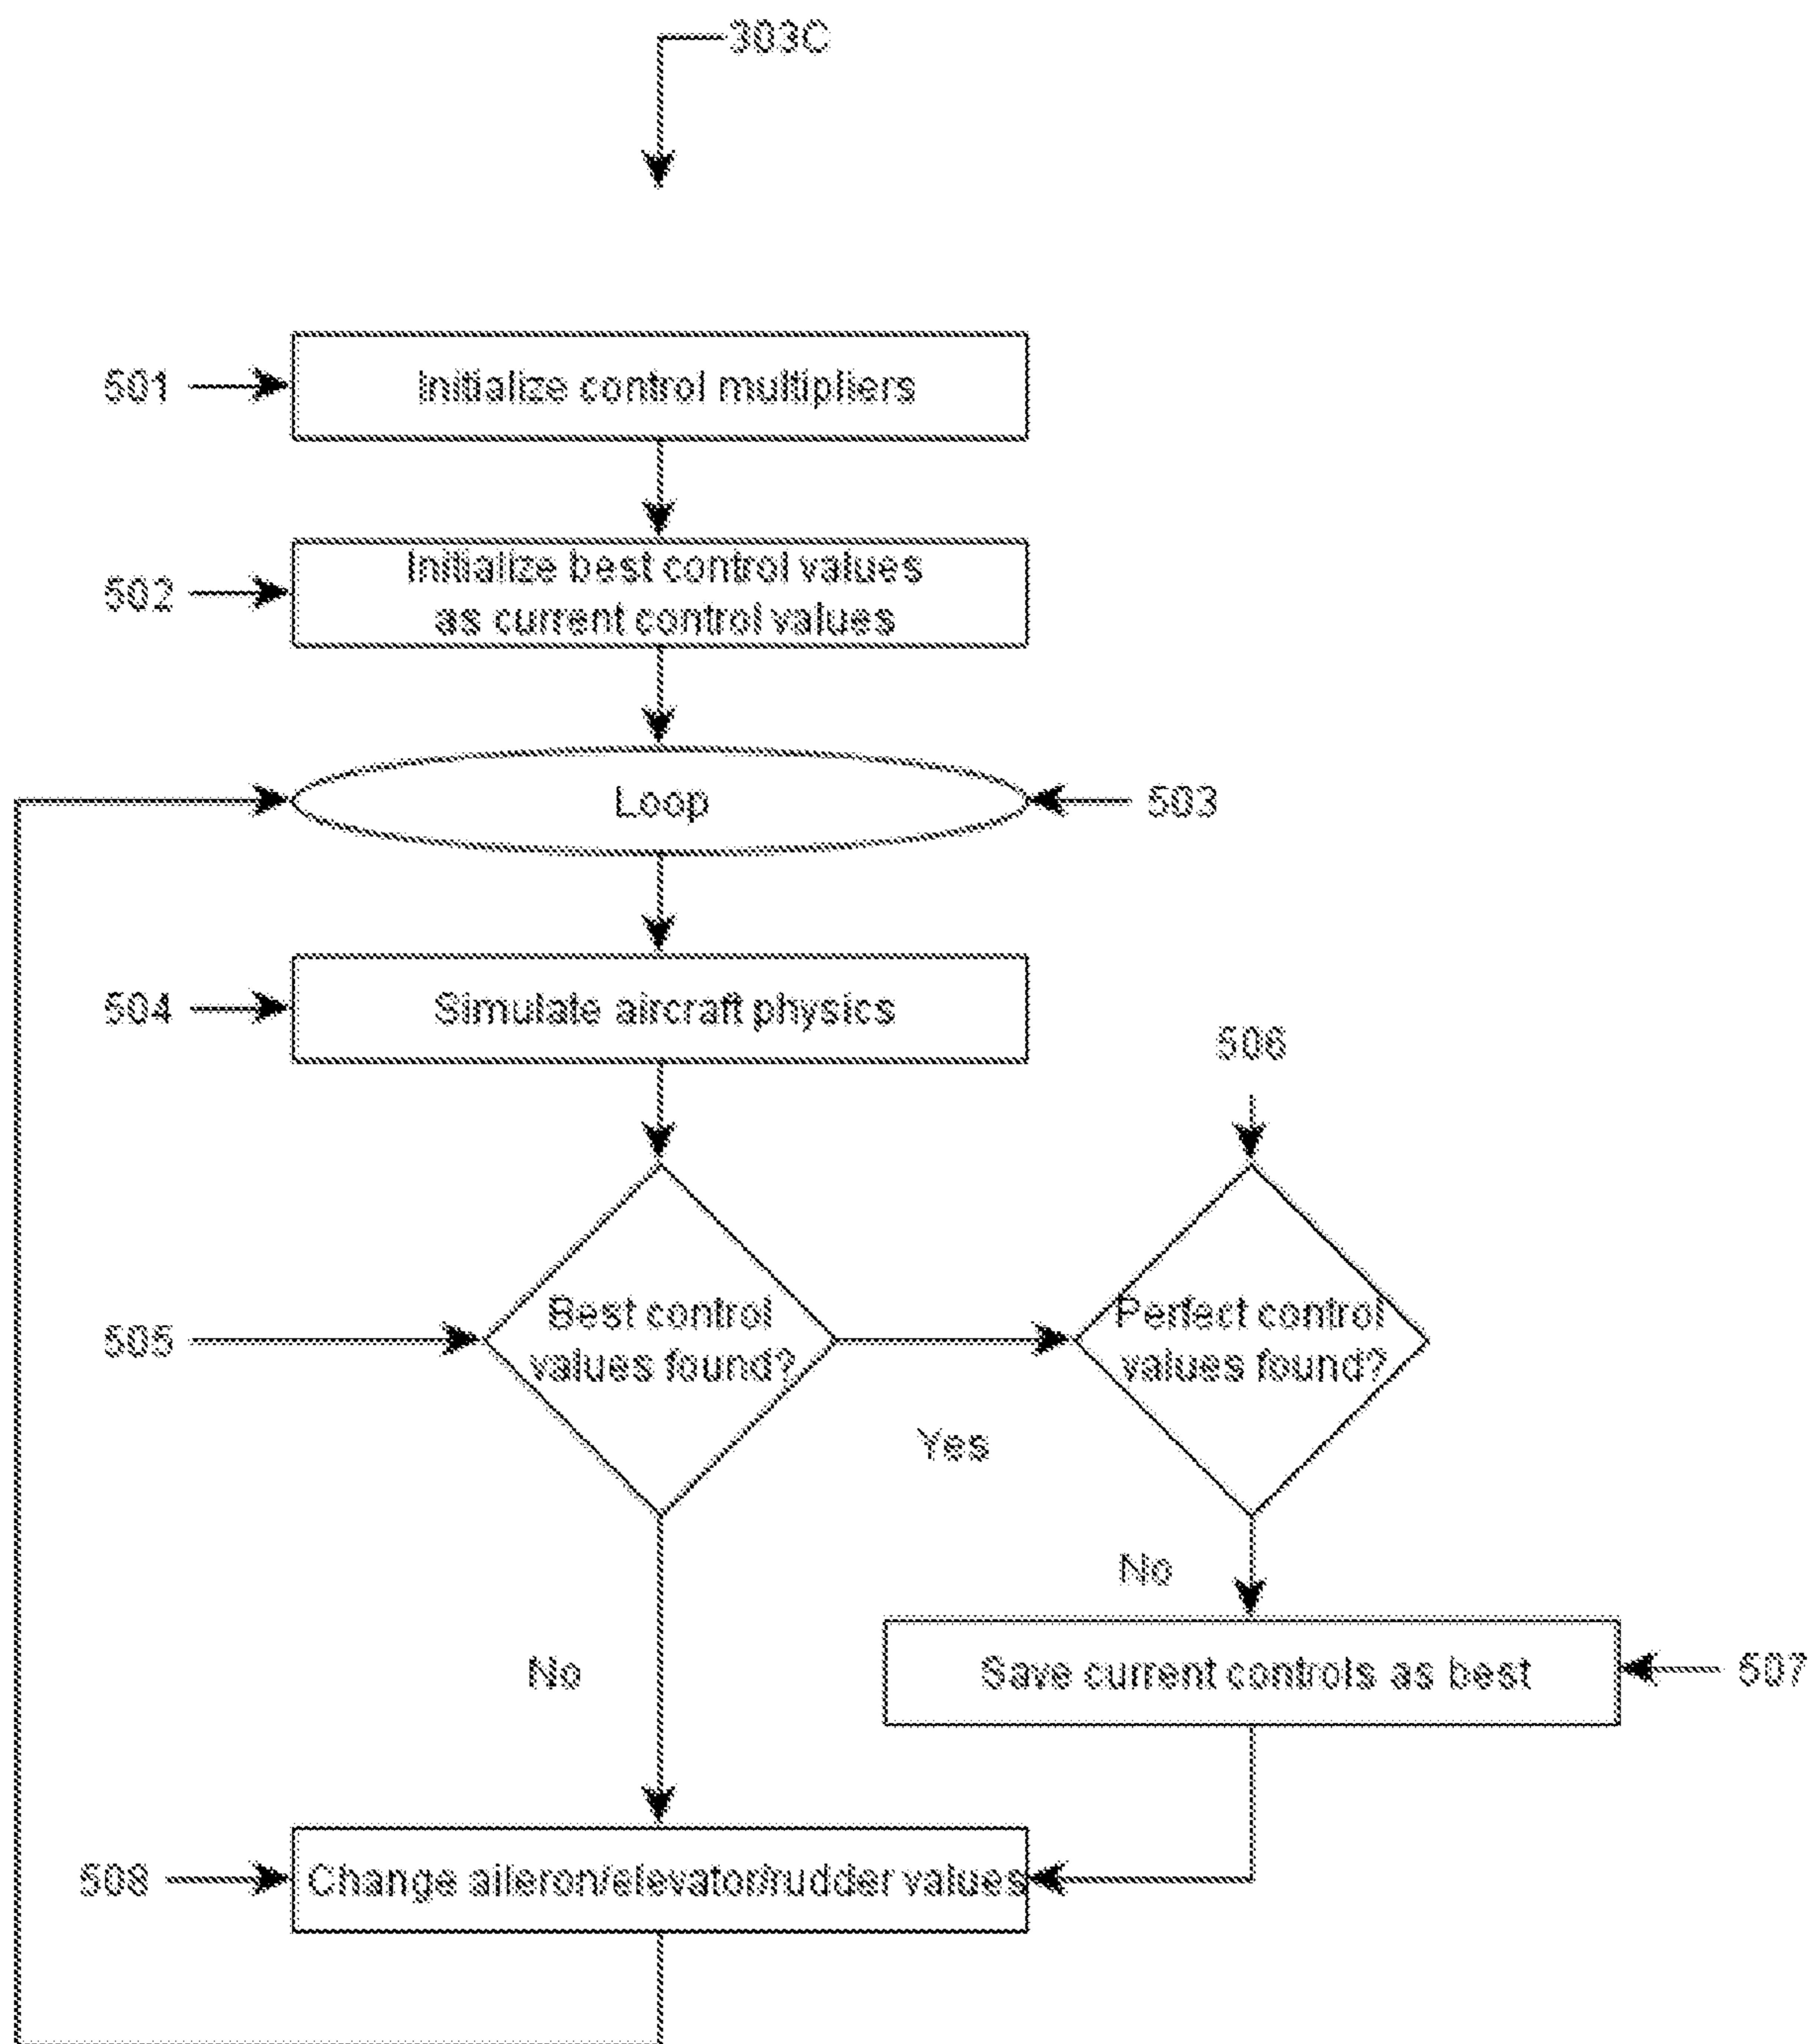 303C
501
Initialize control multipliers
502
Initialize best control values
as current control values
Loop
503
504
Simulate aircraft physics
506
505
Best control
values found?
Perfect control
values found?
Yes
No
No
Save current controls as best
507
508
Change aileron/elevator/rudder values